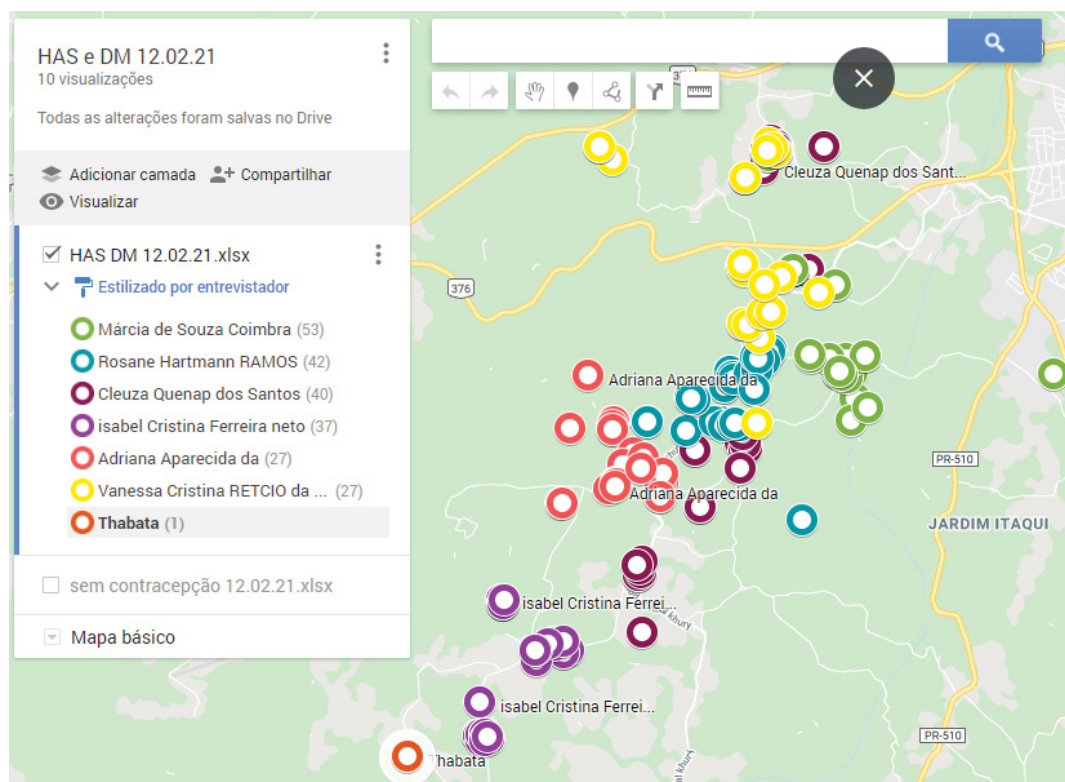 HAS e DM 12.02.21
10 visualizações
Todas as alterações foram salvas no Drive
Adicionar camada
Compartilhar
Visualizar
HAS DM 12.02.21.xlsx
Estilizado por entrevistador
Márcia de Souza Coimbra (53)
Rosane Hartmann RAMOS (42)
Cleuza Quenap dos Santos (40)
isabel Cristina Ferreira neto (37)
Adriana Aparecida da (27)
Vanessa Cristina RETCIO da ... (27)
Thabata (1)
sem contracepção 12.02.21.xlsx
Mapa básico
Cleuza Quenap dos Sant...
376
Adriana Aparecida da
PR-510
Adriana Aparecida da
JARDIM ITAQUI
isabel Cristina Ferrei...
khury
isabel Cristina Ferrei...
PR-510
Thabata